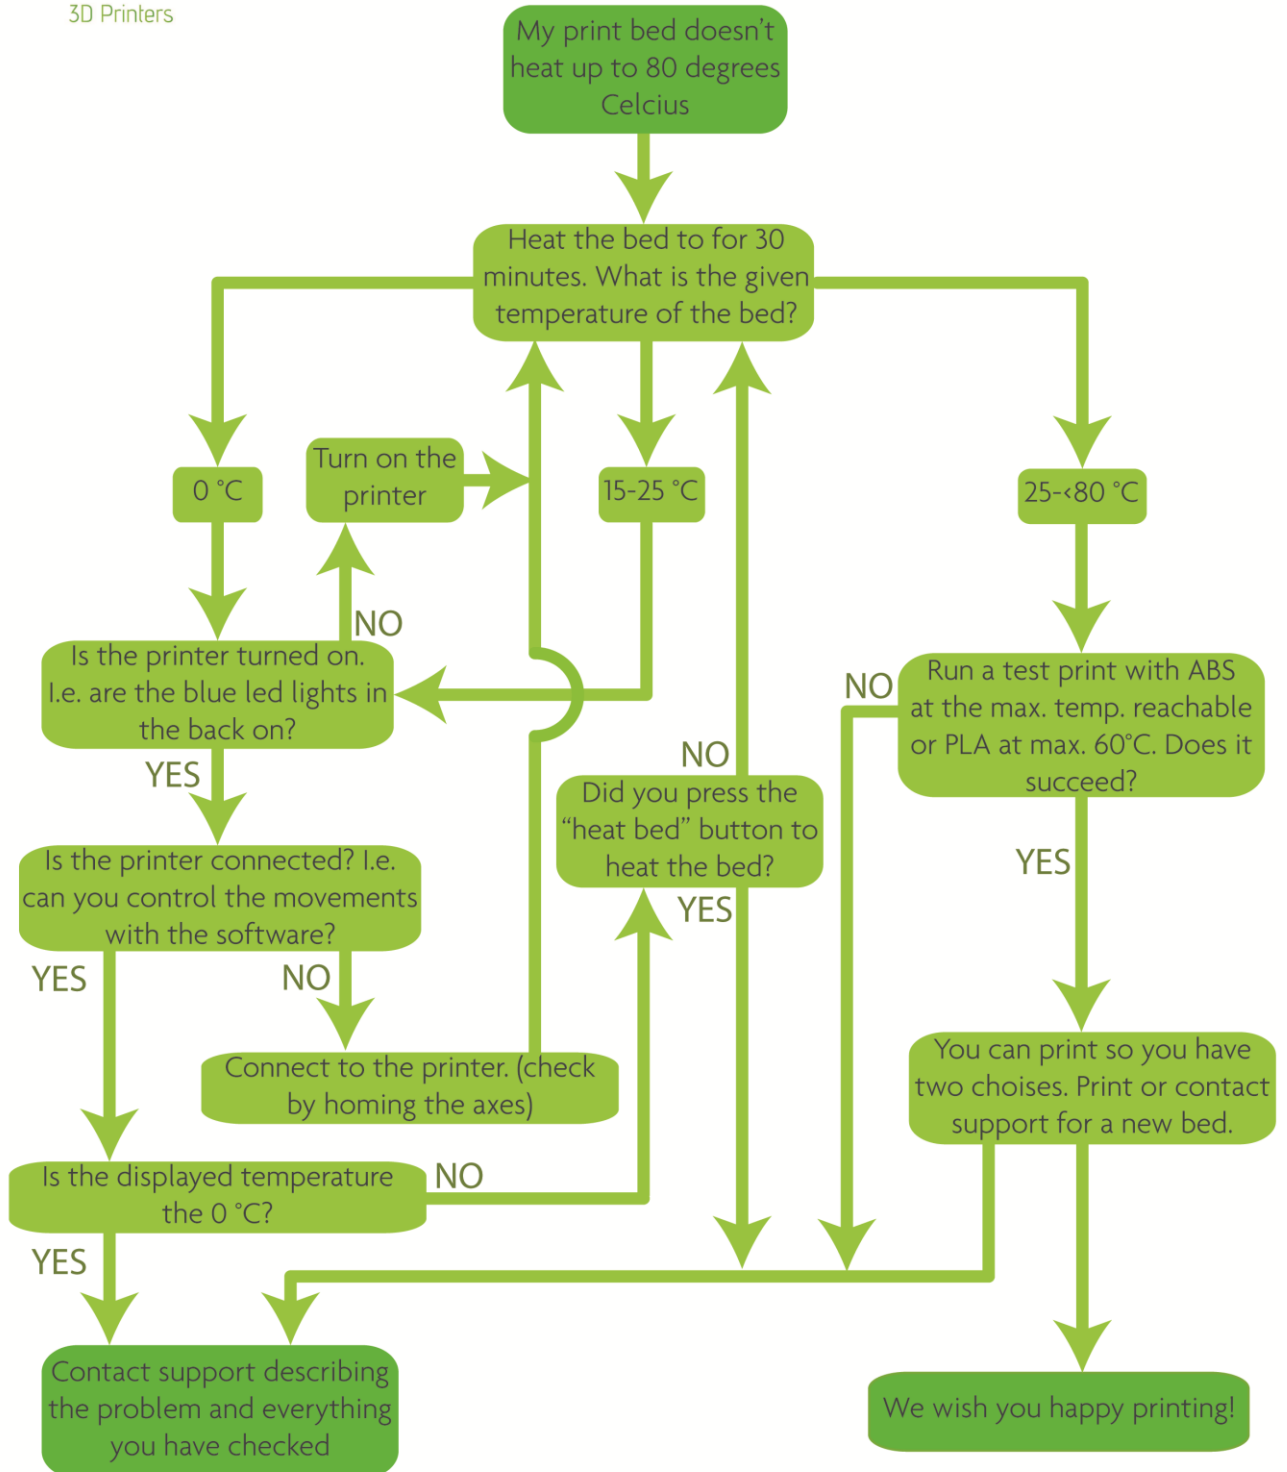 3D Printers
My print bed doesn't
heat up to 80 degrees
Celcius
Heat the bed to for 30
minutes. What is the given
temperature of the bed?
0 °C
Turn on the
printer
15-25 °C
25-<80 °C
NO
Is the printer turned on.
I.e. are the blue led lights in
the back on?
YES
Is the printer connected? I.e.
can you control the movements
with the software?
YES
NO
Connect to the printer. (check
by homing the axes)
Is the displayed temperature
the 0 °C?
NO
YES
NO
Did you press the
"heat bed" button to
heat the bed?
YES
NO
Run a test print with ABS
at the max. temp. reachable
or PLA at max. 60°C. Does it
succeed?
YES
You can print so you have
two choises. Print or contact
support for a new bed.
Contact support describing
the problem and everything
you have checked
We wish you happy printing!